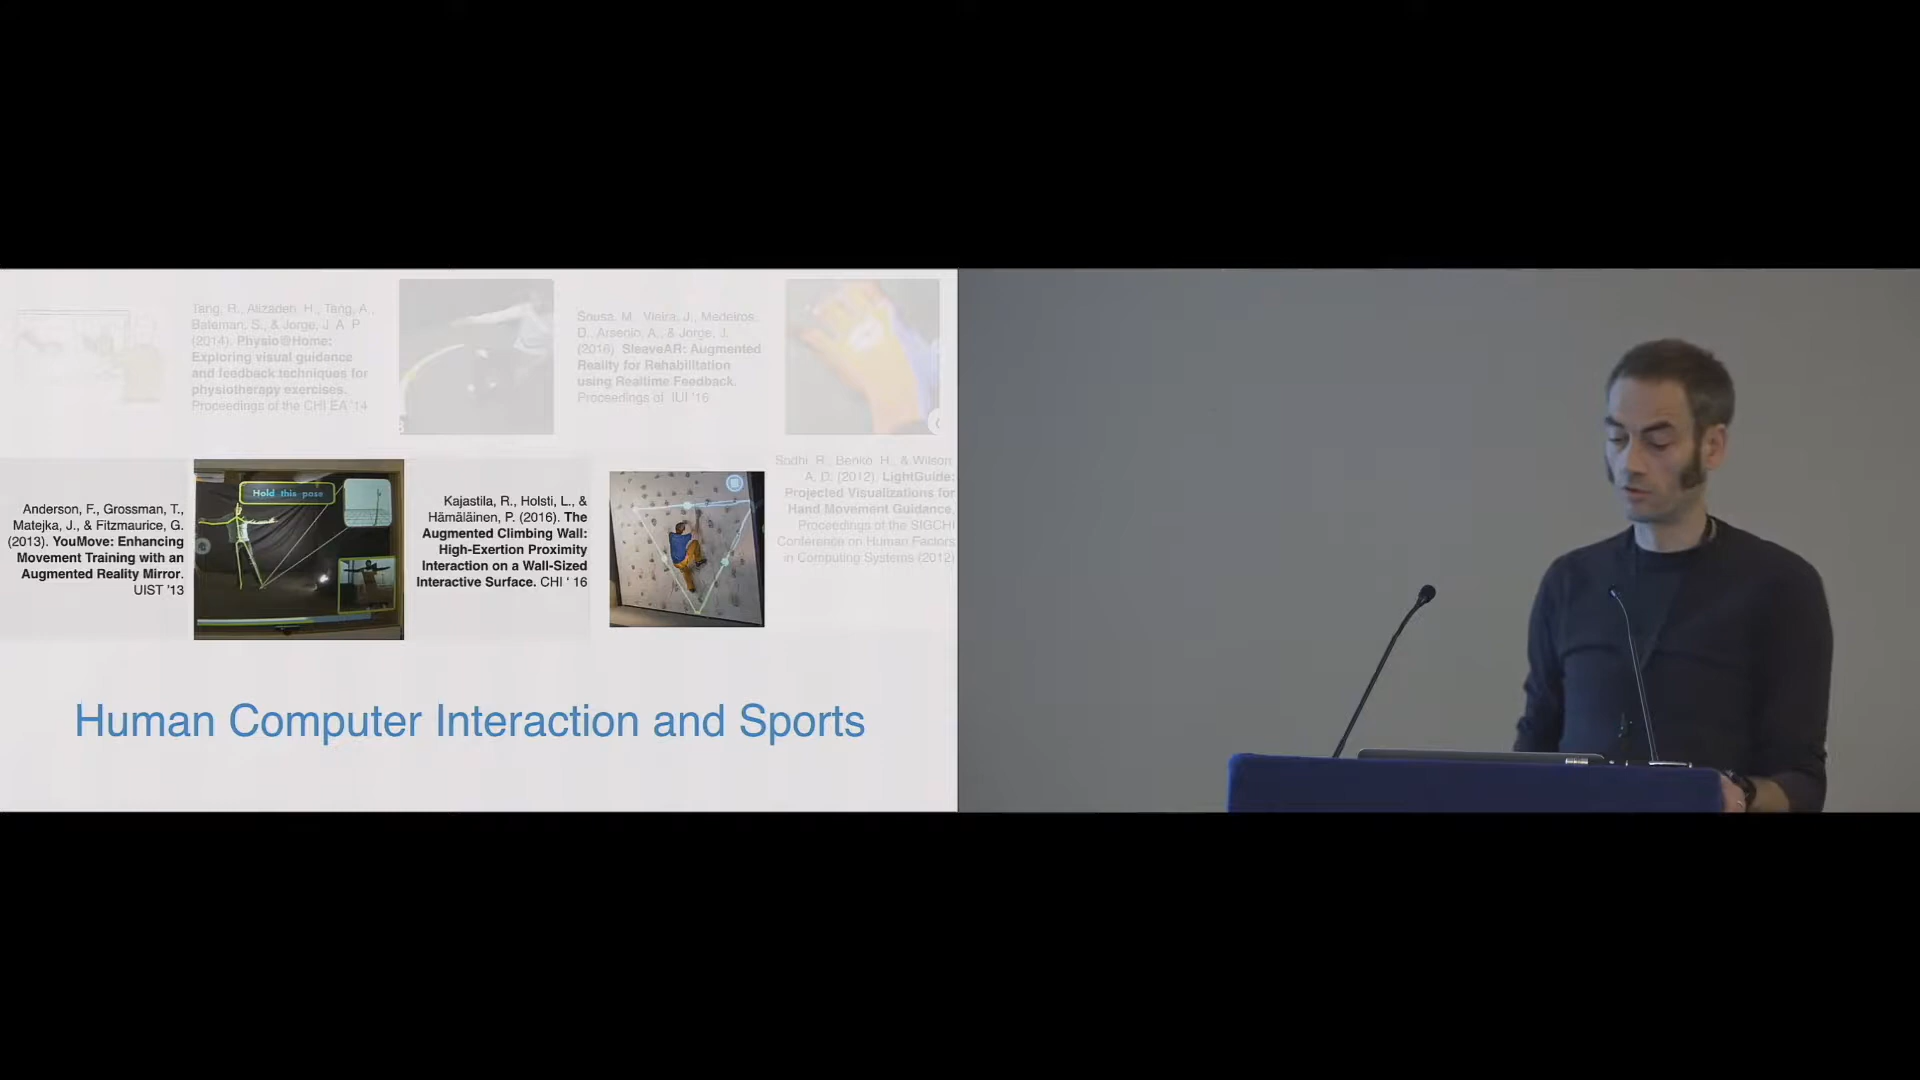 Tang, R., Alizadeh, H., Tang, A.,
Bateman, S., & Jorge, J. A. P.
(2014). Physio@Home:
Exploring visual guidance
and feedback techniques for
physiotherapy exercises.
Proceedings of the CHI EA '14
Sousa, M., Vieira, J., Medeiros,
D., Arsenio, A., & Jorge, J.
(2016). SleeveAR: Augmented
Reality for Rehabilitation
using Realtime Feedback.
Proceedings of IUI '16
Anderson, F., Grossman, T.,
Matejka, J., & Fitzmaurice, G.
(2013). YouMove: Enhancing
Movement Training with an
Augmented Reality Mirror.
UIST '13
Hold this pose
Kajastila, R., Holsti, L., &
Hämäläinen, P. (2016). The
Augmented Climbing Wall:
High-Exertion Proximity
Interaction on a Wall-Sized
Interactive Surface. CHI ‘ 16
Sodhi, R., Benko, H., & Wilson,
A. D. (2012). LightGuide:
Projected Visualizations for
Hand Movement Guidance,
Proceedings of the SIGCHI
Conference on Human Factors
in Computing Systems (2012)
Human Computer Interaction and Sports